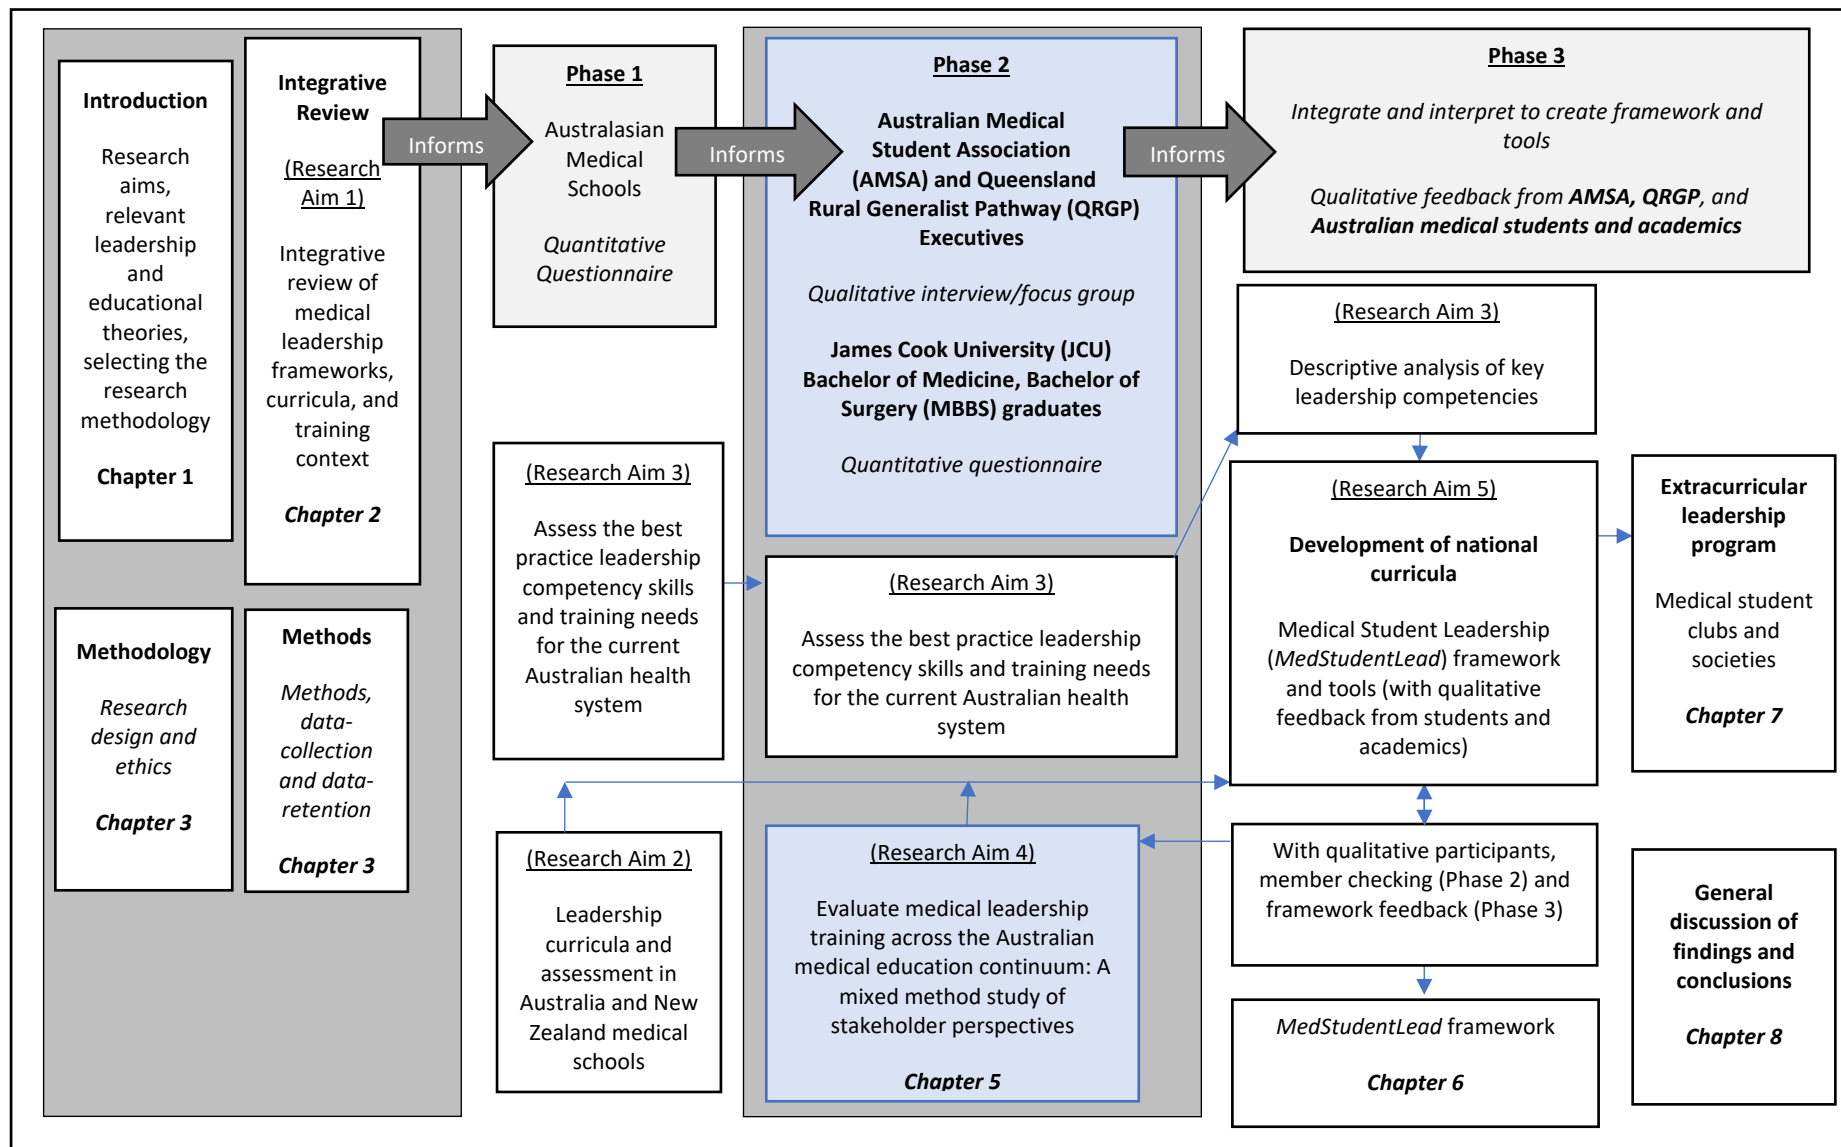 Introduction
Research
aims,
relevant
leadership
and
educational
theories,
selecting the
research
methodology
Chapter 1
Integrative
Review
(Research
Aim 1)
Integrative
review of
medical
leadership
frameworks,
curricula, and
training
context
Chapter 2
Methodology
Research
design and
ethics
Chapter 3
Methods
Methods,
data-
collection
and data-
retention
Chapter 3
Informs
Phase 1
Australasian
Medical
Schools
Quantitative
Questionnaire
(Research Aim 3)
Assess the best
practice leadership
competency skills
and training needs
for the current
Australian health
system
(Research Aim 2)
Leadership
curricula and
assessment in
Australia and New
Zealand medical
schools
Informs
Phase 2
Australian Medical
Student Association
(AMSA) and Queensland
Rural Generalist Pathway (QRGP)
Executives
Qualitative interview/focus group
James Cook University (JCU)
Bachelor of Medicine, Bachelor of
Surgery (MBBS) graduates
Quantitative questionnaire
(Research Aim 3)
Assess the best practice leadership
competency skills and training needs
for the current Australian health
system
(Research Aim 4)
Evaluate medical leadership
training across the Australian
medical education continuum: A
mixed method study of
stakeholder perspectives
Chapter 5
Informs
Phase 3
Integrate and interpret to create framework and
tools
Qualitative feedback from AMSA, QRGP, and
Australian medical students and academics
(Research Aim 3)
Descriptive analysis of key
leadership competencies
(Research Aim 5)
Development of national
curricula
Medical Student Leadership
(MedStudentLead) framework
and tools (with qualitative
feedback from students and
academics)
With qualitative participants,
member checking (Phase 2) and
framework feedback (Phase 3)
MedStudentLead framework
Chapter 6
Extracurricular
leadership
program
Medical student
clubs and
societies
Chapter 7
General
discussion of
findings and
conclusions
Chapter 8